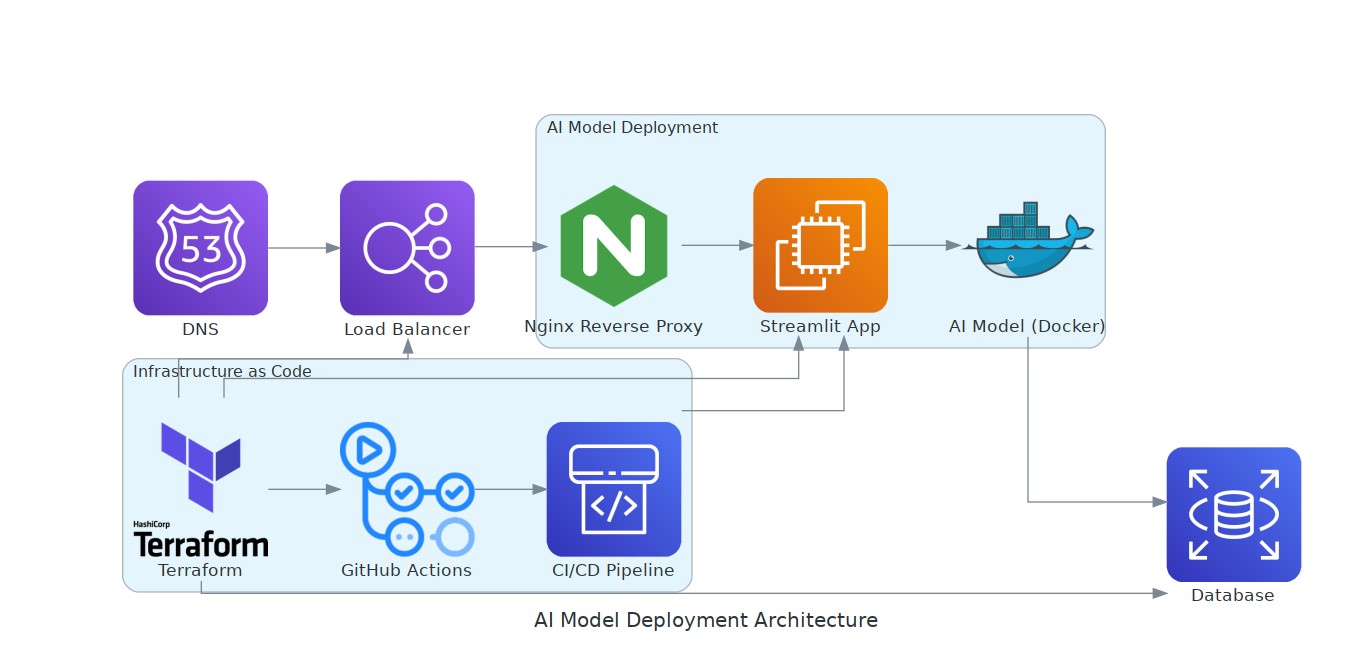 AI Model Deployment
53
DNS
Load Balancer
Nginx Reverse Proxy
Streamlit App
AI Model (Docker)
Infrastructure as Code
HashiCorp
Terraform
Terraform
GitHub Actions
</>
CI/CD Pipeline
Database
AI Model Deployment Architecture